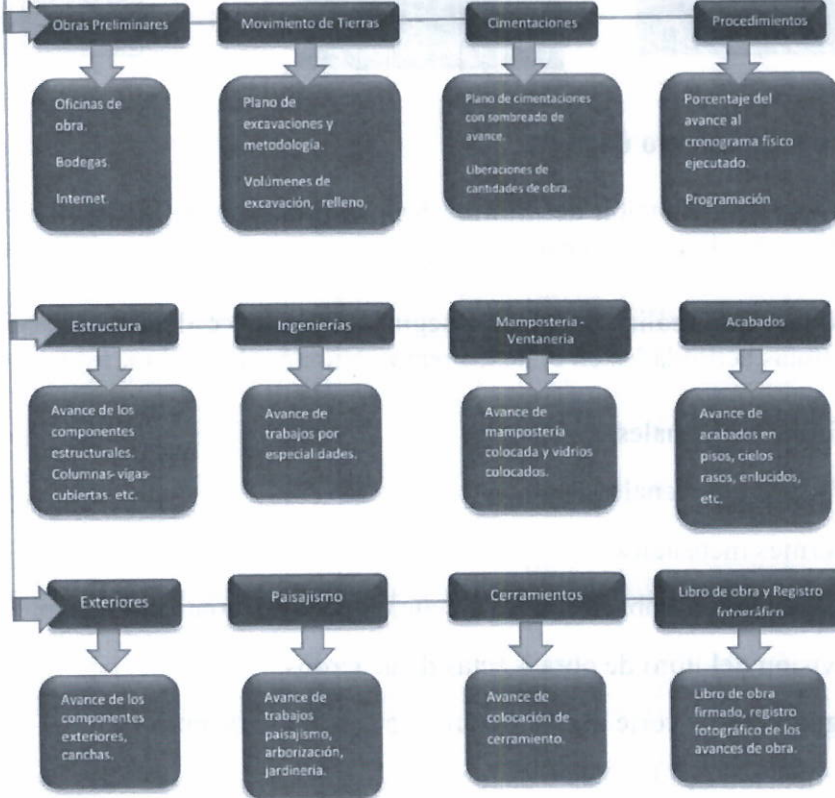 Obras Preliminares
Movimiento de Tierras
Cimentaciones
Procedimientos
Oficinas de
obra.
Bodegas.
Internet.
Plano de
excavaciones y
metodología.
Volúmenes de
excavación, relleno,
Plano de cimentaciones
con sombreado de
avance.
Liberaciones de
cantidades de obra.
Porcentaje del
avance al
cronograma físico
ejecutado.
Programación
Estructura
Ingenierías
Mampostería -
Ventanería
Acabados
Avance de los
componentes
estructurales.
Columnas-vigas-
cubiertas. etc.
Avance de
trabajos por
especialidades.
Avance de
mampostería
colocada y vidrios
colocados.
Avance de
acabados en
pisos, cielos
rasos, enlucidos,
etc.
Exteriores
Paisajismo
Cerramientos
Libro de obra y Registro
fotográfico
Avance de los
componentes
exteriores,
canchas.
Avance de
trabajos
paisajismo,
arborización,
jardinería.
Avance de
colocación de
cerramiento.
Libro de obra
firmado, registro
fotográfico de los
avances de obra.